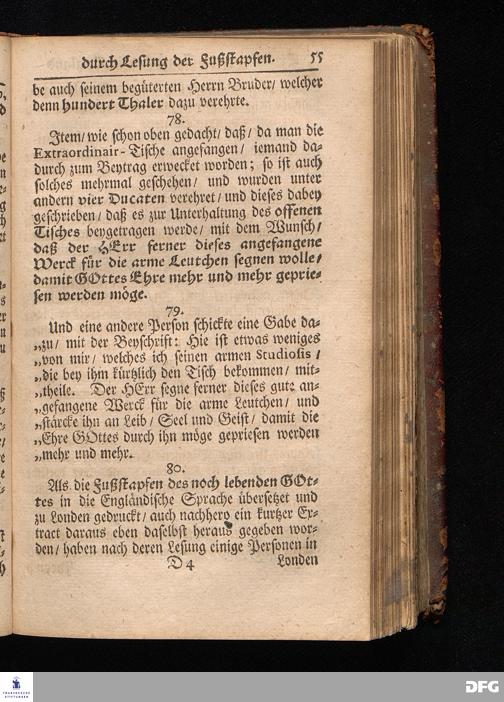 durch Lesung der Fußstapfen. 55
be auch seinem begüterten Herrn Bruder/ welcher
denn hundert Thaler dazu verehrte.
78.
Item/ wie schon oben gedacht/ daß/ da man die
Extraordinair-Tische angefangen/ iemand da-
durch zum Beytrag erwecket worden; so ist auch
solches mehrmal geschehen/ und wurden unter
andern vier Ducaten verehret/ und dieses dabey
geschrieben/ daß es zur Unterhaltung des offenen
Tisches beygetragen werde/ mit dem Wunsch/
daß der HErr ferner dieses angefangene
Werck für die arme Leutchen segnen wolle/
damit GOttes Ehre mehr und mehr geprie-
sen werden möge.
79.
Und eine andere Person schickte eine Gabe da-
„zu/ mit der Beyschrift: Hie ist etwas weniges
„von mir/ welches ich seinen armen Studiosis/
„die bey ihm kürtzlich den Tisch bekommen/ mit-
„theile. Der HErr segne ferner dieses gute an-
„gefangene Werck für die arme Leutchen/ und
„stärcke ihn an Leib/ Seel und Geist/ damit die
„Ehre GOttes durch ihn möge gepriesen werden
„mehr und mehr.
80.
Als die Fußstapfen des noch lebenden GOt-
tes in die Engländische Sprache übersetzet und
zu Londen gedruckt/ auch nachhero ein kurtzer Ex-
tract daraus eben daselbst heraus gegeben wor-
den/ haben nach deren Lesung einige Personen in
D 4 Londen
DFG